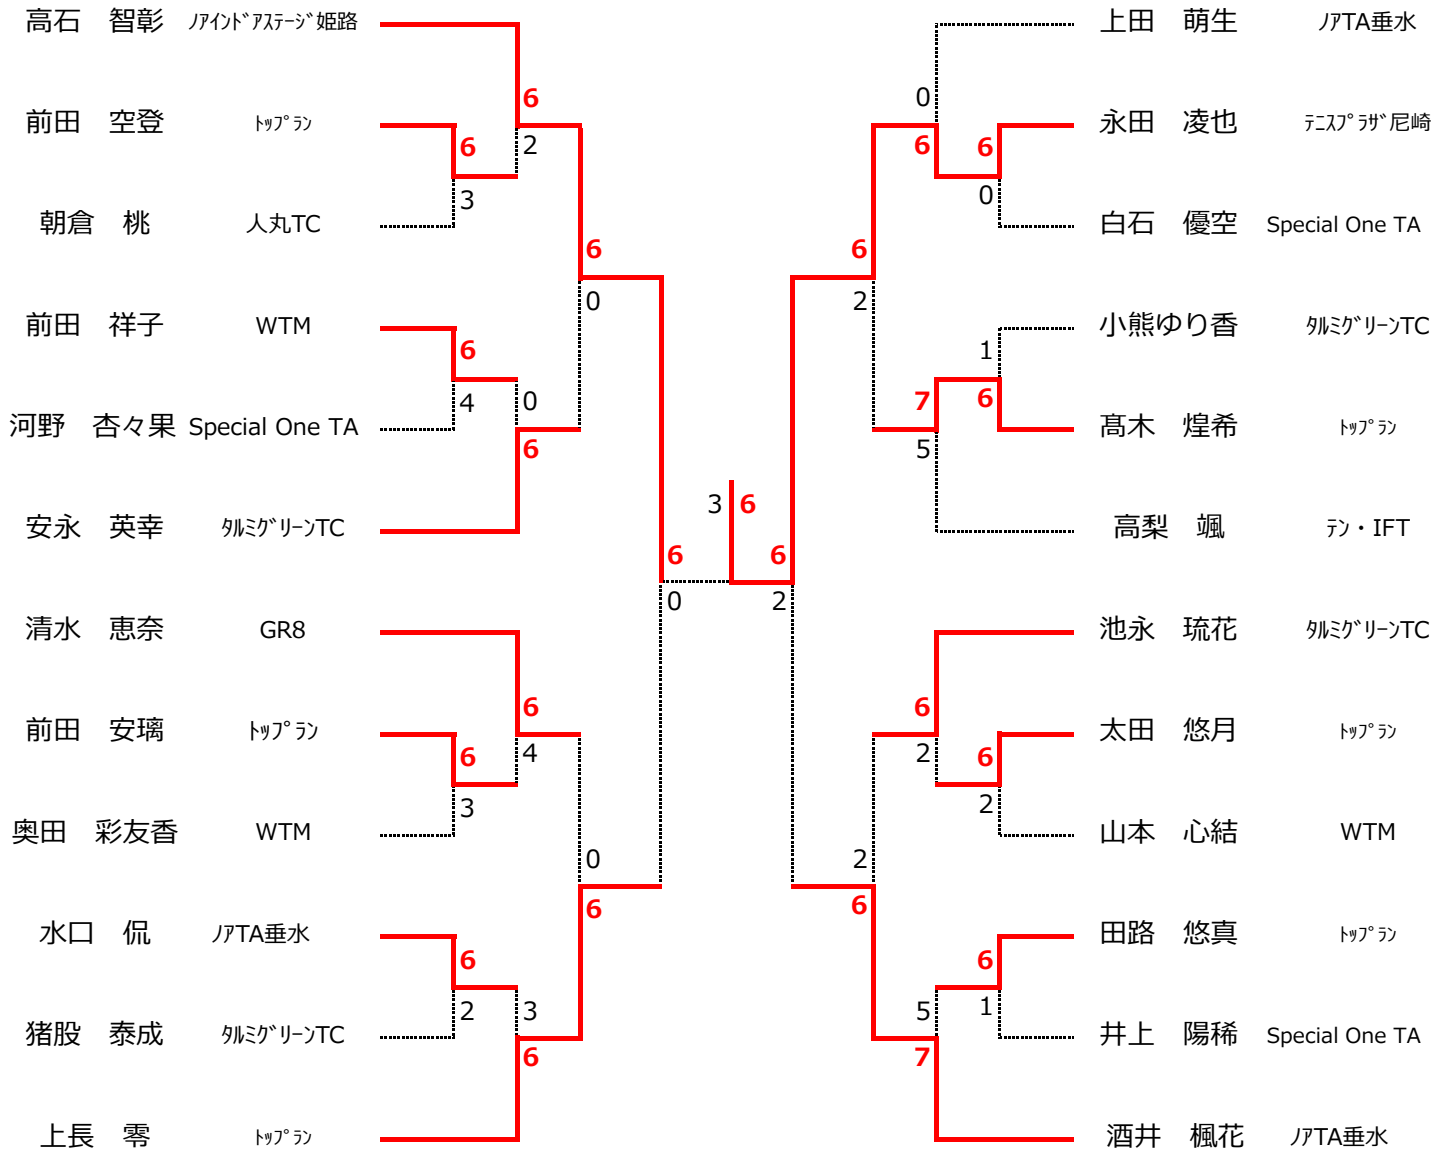 高石　智彰 ﾉｱｲﾝﾄﾞｱｽﾃｰｼﾞ姫路
6
前田　空登 ﾄｯﾌﾟﾗﾝ
6
2
3
朝倉　桃 人丸TC
6
0
前田　祥子 WTM
6
4
0
河野　杏々果 Special One TA
6
安永　英幸 ﾀﾙﾐｸﾞﾘｰﾝTC
6
0
清水　恵奈 GR8
6
前田　安璃 ﾄｯﾌﾟﾗﾝ
6
4
3
奥田　彩友香 WTM
0
6
水口　侃 ﾉｱTA垂水
6
2
3
猪股　泰成 ﾀﾙﾐｸﾞﾘｰﾝTC
6
上長　零 ﾄｯﾌﾟﾗﾝ
3 6
上田　萌生 ﾉｱTA垂水
0
永田　凌也 ﾃﾆｽﾌﾟﾗｻﾞ尼崎
6
6
0
白石　優空 Special One TA
6
2
小熊ゆり香 ﾀﾙﾐｸﾞﾘｰﾝTC
1
7
6
髙木　煌希 ﾄｯﾌﾟﾗﾝ
5
高梨　颯 ﾃﾝ・IFT
6
2
池永　琉花 ﾀﾙﾐｸﾞﾘｰﾝTC
6
太田　悠月 ﾄｯﾌﾟﾗﾝ
2
6
2
山本　心結 WTM
2
6
田路　悠真 ﾄｯﾌﾟﾗﾝ
6
5
1
井上　陽稀 Special One TA
7
酒井　楓花 ﾉｱTA垂水